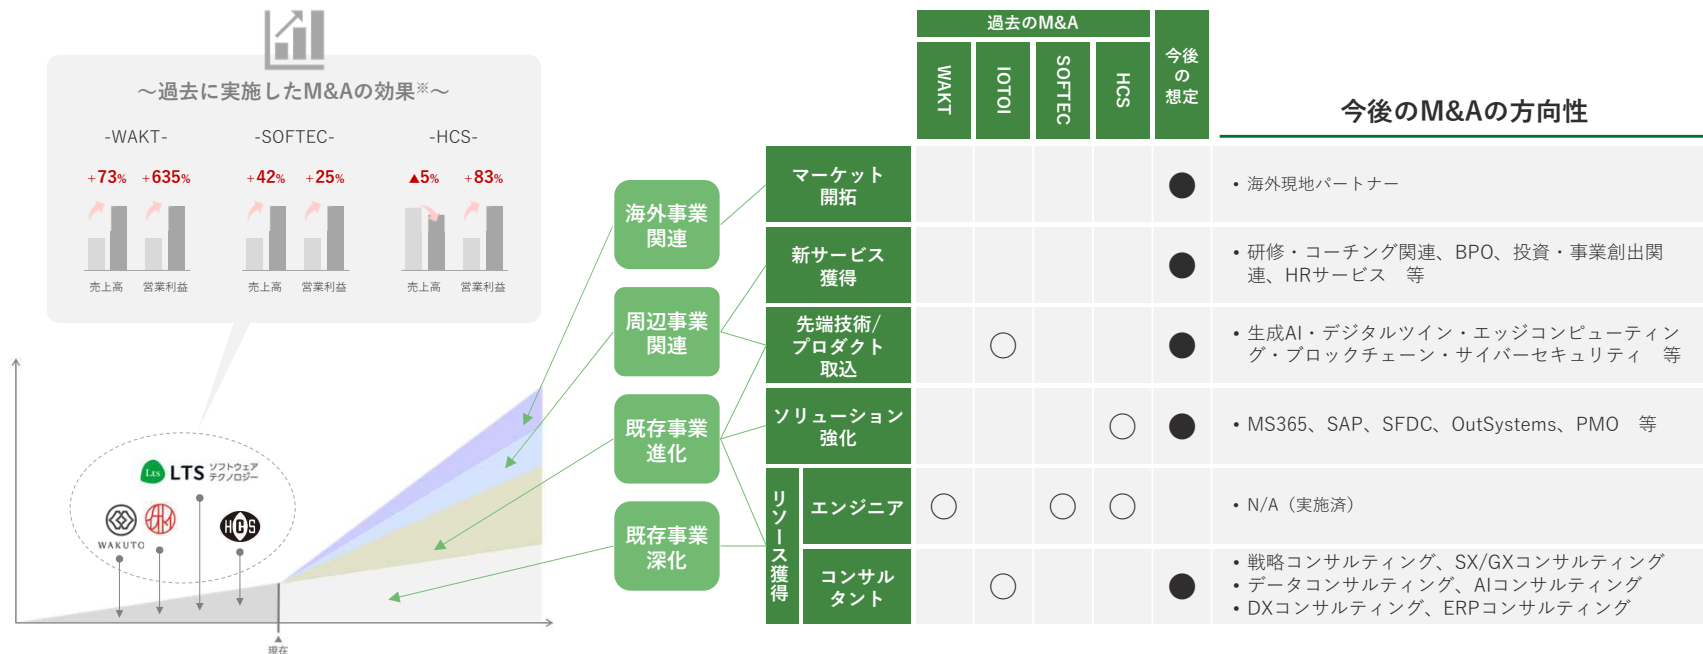 ～過去に実施したM&Aの効果※～
-WAKT-
-SOFTEC-
-HCS-
+73%
+635%
+42%
+25%
▲5%
+83%
売上高
営業利益
売上高
営業利益
売上高
営業利益
LTS
LTS ソフトウェア
テクノロジー
WAKUTO
HCS
現在
海外事業
関連
周辺事業
関連
既存事業
進化
既存事業
深化
過去のM&A
WAKT
IOTOI
SOFTEC
HCS
今後
の
想定
今後のM&Aの方向性
マーケット
開拓
● 
• 海外現地パートナー
新サービス
獲得
●
• 研修・コーチング関連、BPO、投資・事業創出関
連、HRサービス　等
先端技術/
プロダクト
取込
○
●
• 生成AI・デジタルツイン・エッジコンピューティン
グ・ブロックチェーン・サイバーセキュリティ　等
ソリューション
強化
○
●
• MS365、SAP、SFDC、OutSystems、PMO　等
リソース獲得
エンジニア
○
○
○
• N/A（実施済）
コンサル
タント
○
●
• 戦略コンサルティング、SX/GXコンサルティング
• データコンサルティング、AIコンサルティング
• DXコンサルティング、ERPコンサルティング